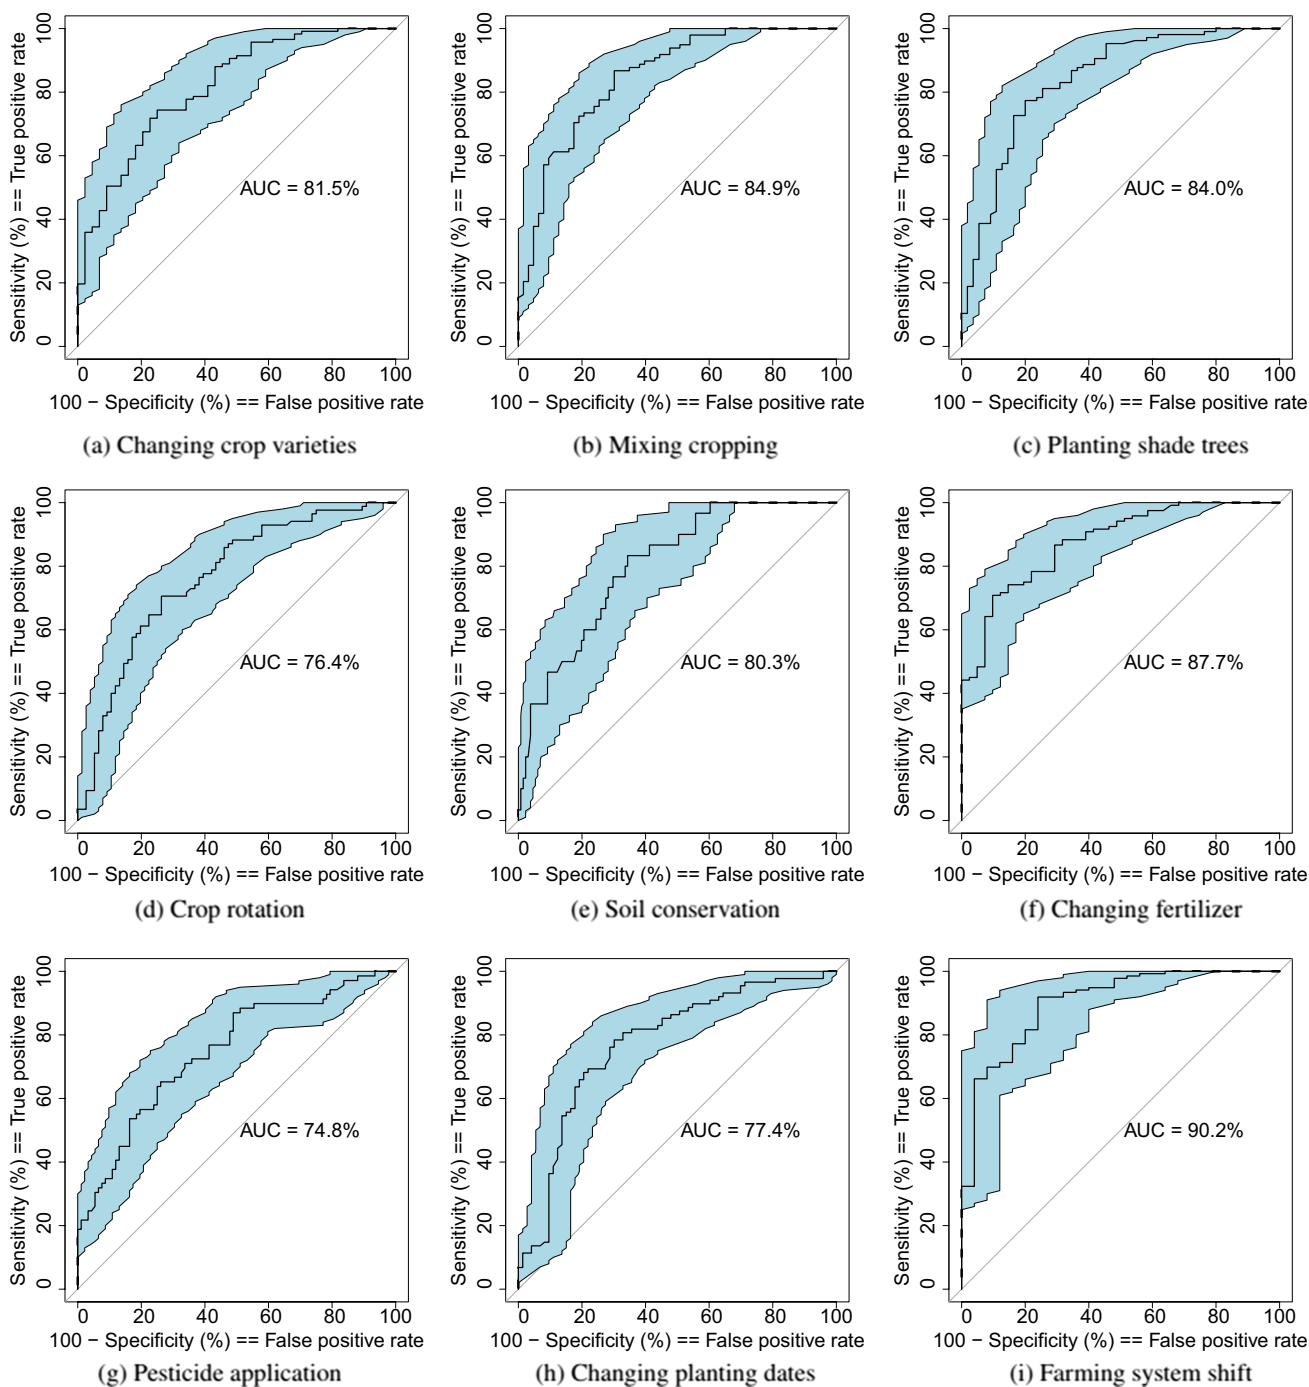 Sensitivity (%) == True positive rate
0 20 40 60 80 100
AUC = 81.5%
0 20 40 60 80 100
100 − Specificity (%) == False positive rate
(a) Changing crop varieties
Sensitivity (%) == True positive rate
0 20 40 60 80 100
AUC = 84.9%
0 20 40 60 80 100
100 − Specificity (%) == False positive rate
(b) Mixing cropping
Sensitivity (%) == True positive rate
0 20 40 60 80 100
AUC = 84.0%
0 20 40 60 80 100
100 − Specificity (%) == False positive rate
(c) Planting shade trees
Sensitivity (%) == True positive rate
0 20 40 60 80 100
AUC = 76.4%
0 20 40 60 80 100
100 − Specificity (%) == False positive rate
(d) Crop rotation
Sensitivity (%) == True positive rate
0 20 40 60 80 100
AUC = 80.3%
0 20 40 60 80 100
100 − Specificity (%) == False positive rate
(e) Soil conservation
Sensitivity (%) == True positive rate
0 20 40 60 80 100
AUC = 87.7%
0 20 40 60 80 100
100 − Specificity (%) == False positive rate
(f) Changing fertilizer
Sensitivity (%) == True positive rate
0 20 40 60 80 100
AUC = 74.8%
0 20 40 60 80 100
100 − Specificity (%) == False positive rate
(g) Pesticide application
Sensitivity (%) == True positive rate
0 20 40 60 80 100
AUC = 77.4%
0 20 40 60 80 100
100 − Specificity (%) == False positive rate
(h) Changing planting dates
Sensitivity (%) == True positive rate
0 20 40 60 80 100
AUC = 90.2%
0 20 40 60 80 100
100 − Specificity (%) == False positive rate
(i) Farming system shift